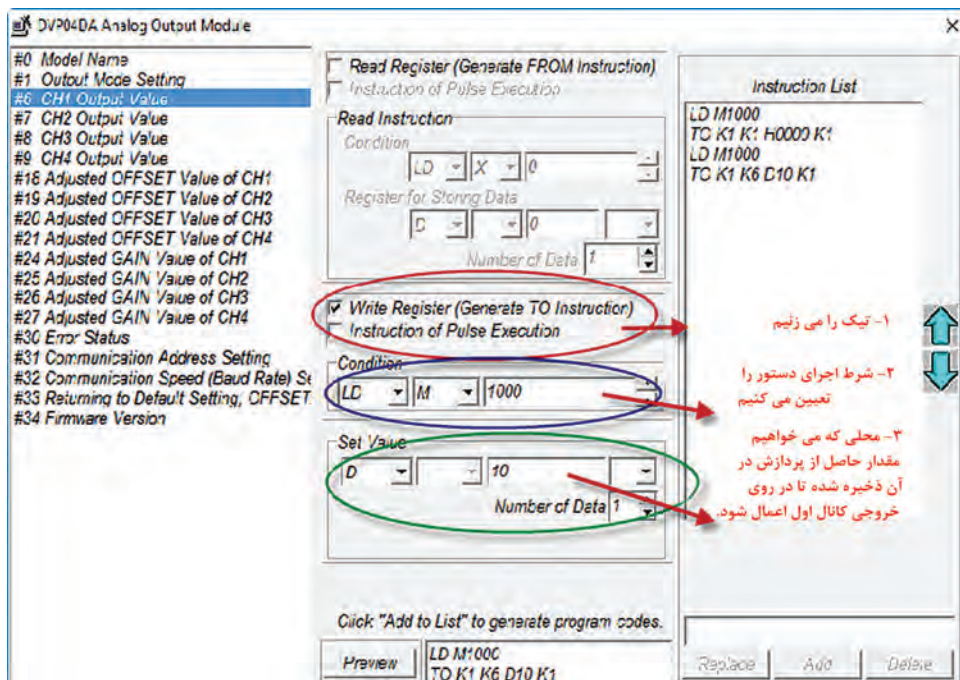 DVP04DA Analog Output Module
#0 Model Name
#1 Output Mode Setting
#6 CH1 Output Value
#7 CH2 Output Value
#8 CH3 Output Value
#9 CH4 Output Value
#18 Adjusted OFFSET Value of CH1
#19 Adjusted OFFSET Value of CH2
#20 Adjusted OFFSET Value of CH3
#21 Adjusted OFFSET Value of CH4
#24 Adjusted GAIN Value of CH1
#25 Adjusted GAIN Value of CH2
#26 Adjusted GAIN Value of CH3
#27 Adjusted GAIN Value of CH4
#30 Error Status
#31 Communication Address Setting
#32 Communication Speed (Baud Rate) Se
#33 Returning to Default Setting, OFFSET
#34 Firmware Version
Read Register (Generate FROM Instruction)
Instruction of Pulse Execution
Read Instruction
Condition
LD X 0
Register for Storing Data
D 0
Number of Data 1
Write Register (Generate TO Instruction)
Instruction of Pulse Execution
Condition
LD M 1000
Set Value
D 10
Number of Data 1
Click "Add to List" to generate program codes.
Preview
LD M1000
TO K1 K6 D10 K1
Instruction List
LD M1000
TO K1 K1 H0000 K1
LD M1000
TO K1 K6 D10 K1
۱- تیک را می زنیم
۲- شرط اجرای دستور را
تعیین می کنیم
۳- محلی که می خواهیم
مقدار حاصل از پردازش در
آن ذخیره شده تا در روی
خروجی کانال اول اعمال شود.
Replace Add Delete